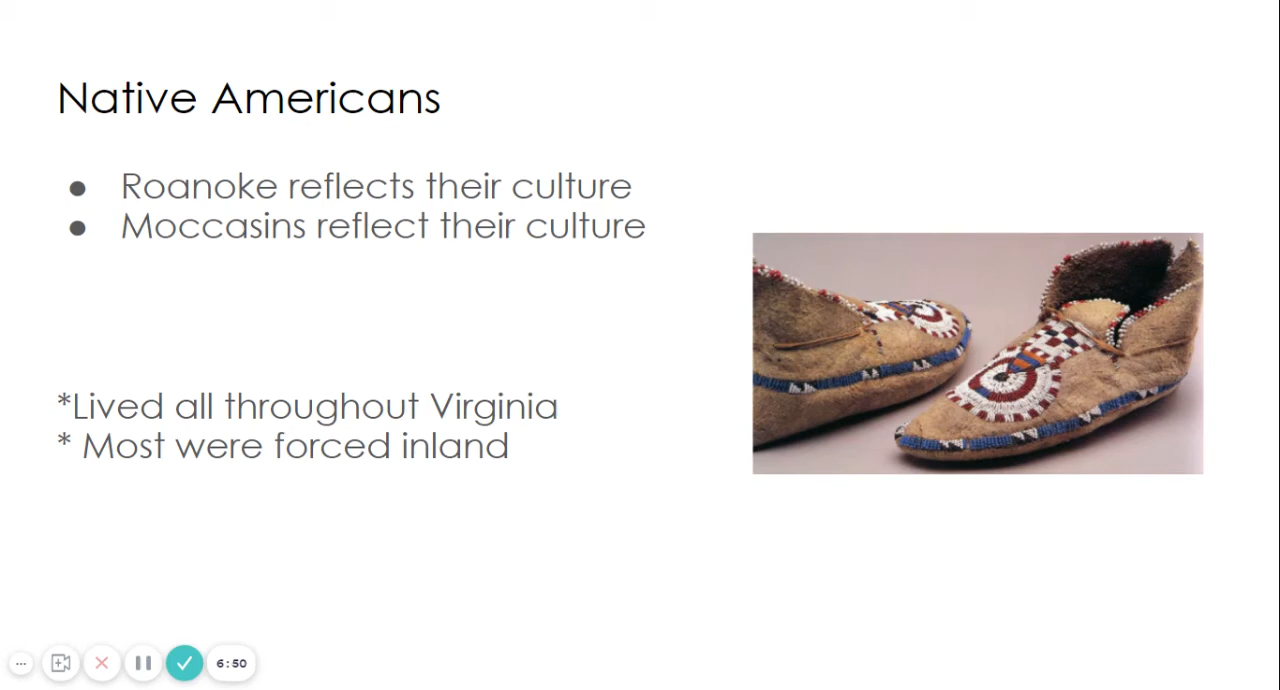 Native Americans
● Roanoke reflects their culture
● Moccasins reflect their culture
*Lived all throughout Virginia
* Most were forced inland
6:50